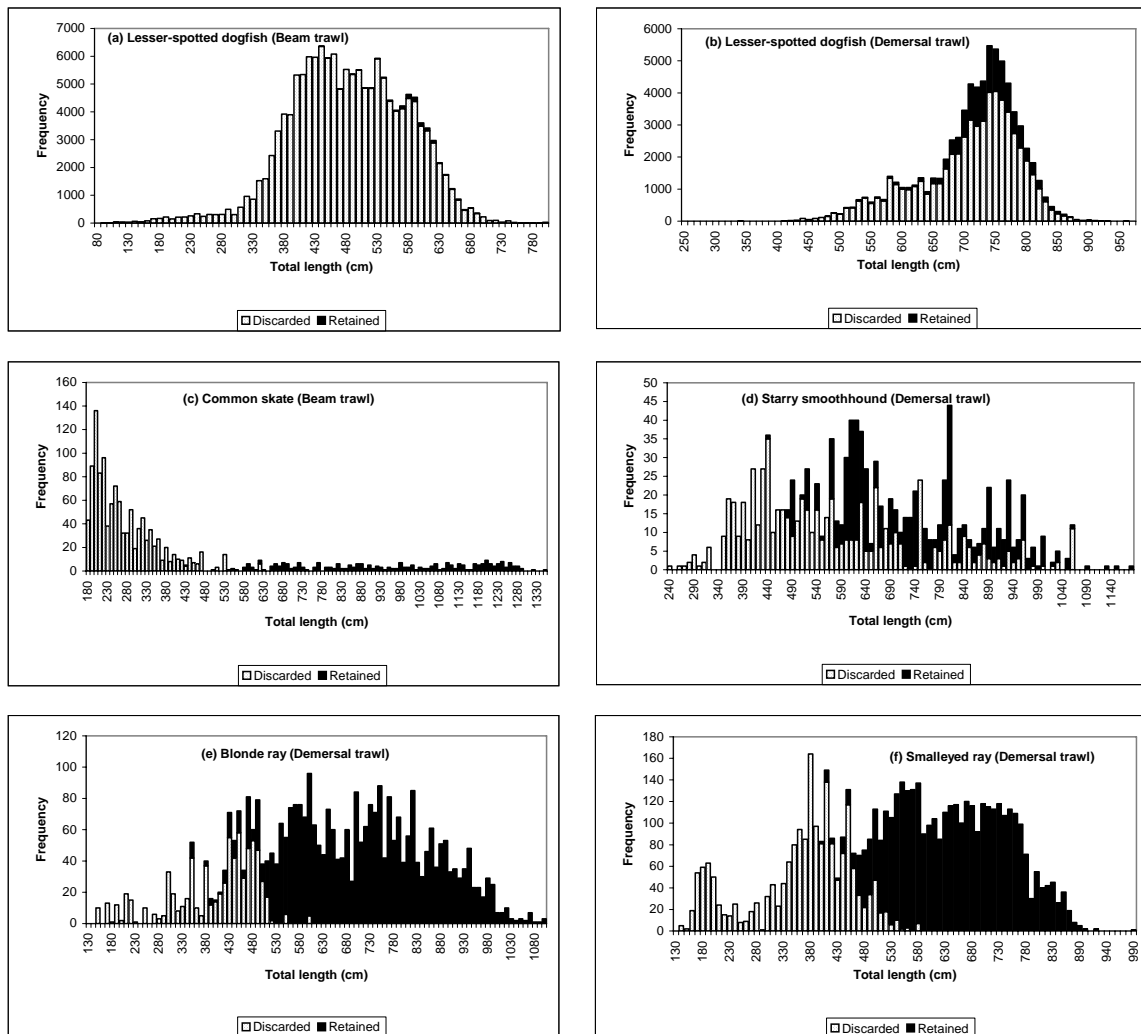 (a) Lesser-spotted dogfish (Beam trawl)
7000
6000
5000
4000
3000
2000
1000
0
Frequency
80 130 180 230 280 330 380 430 480 530 580 630 680 730 780
Total length (cm)
Discarded Retained
(b) Lesser-spotted dogfish (Demersal trawl)
6000
5000
4000
3000
2000
1000
0
Frequency
250 300 350 400 450 500 550 600 650 700 750 800 850 900 950
Total length (cm)
Discarded Retained
(c) Common skate (Beam trawl)
160
140
120
100
80
60
40
20
0
Frequency
180 230 280 330 380 430 480 530 580 630 680 730 780 830 880 930 980 1030 1080 1130 1180 1230 1280 1330
Total length (cm)
Discarded Retained
(d) Starry smoothhound (Demersal trawl)
50
45
40
35
30
25
20
15
10
5
0
Frequency
240 290 340 390 440 490 540 590 640 690 740 790 840 890 940 990 1040 1090 1140
Total length (cm)
Discarded Retained
(e) Blonde ray (Demersal trawl)
120
100
80
60
40
20
0
Frequency
130 180 230 280 330 380 430 480 530 580 630 680 730 780 830 880 930 980 1030 1080
Total length (cm)
Discarded Retained
(f) Smalleyed ray (Demersal trawl)
180
160
140
120
100
80
60
40
20
0
Frequency
130 180 230 280 330 380 430 480 530 580 630 680 730 780 830 890 940 990
Total length (cm)
Discarded Retained